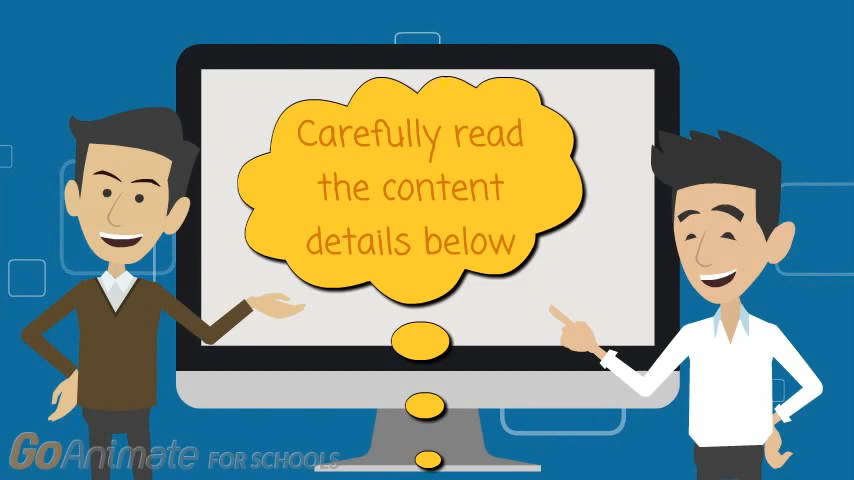 Carefully read
the content
details below
GoAnimate FOR SCHOOLS